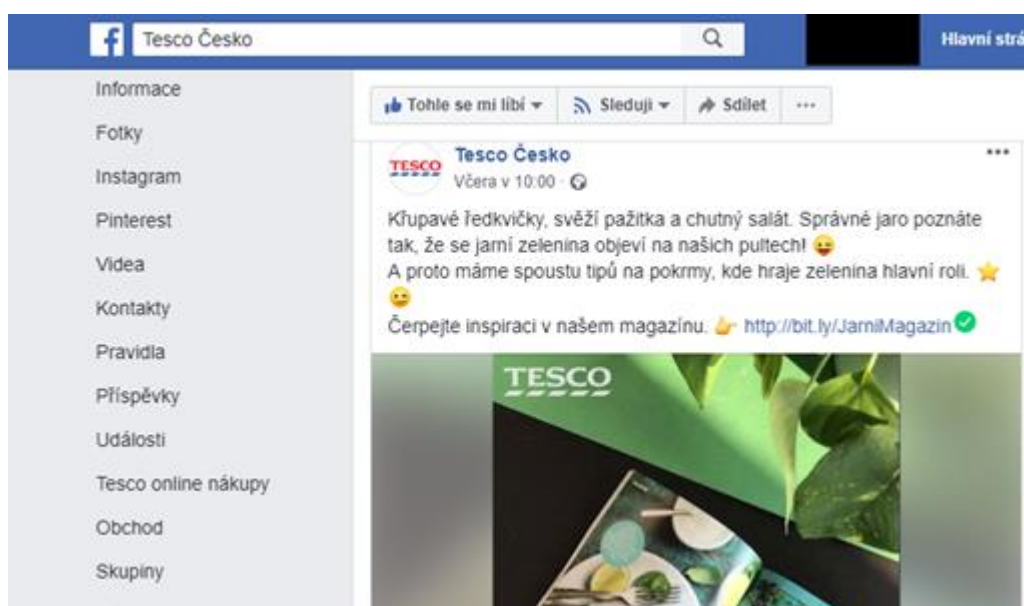 Tesco Česko
Hlavní strá
Informace
Fotky
Instagram
Pinterest
Videa
Kontakty
Pravidla
Příspěvky
Události
Tesco online nákupy
Obchod
Skupiny
Tohle se mi líbí
Sleduji
Sdílet
TESCO
Tesco Česko
Včera v 10:00
Křupavé ředkvičky, svěží pažitka a chutný salát. Správné jaro poznáte
tak, že se jarní zelenina objeví na našich pultech!
A proto máme spoustu tipů na pokrmy, kde hraje zelenina hlavní roli.
Čerpejte inspiraci v našem magazínu. http://bit.ly/JarniMagazin
TESCO